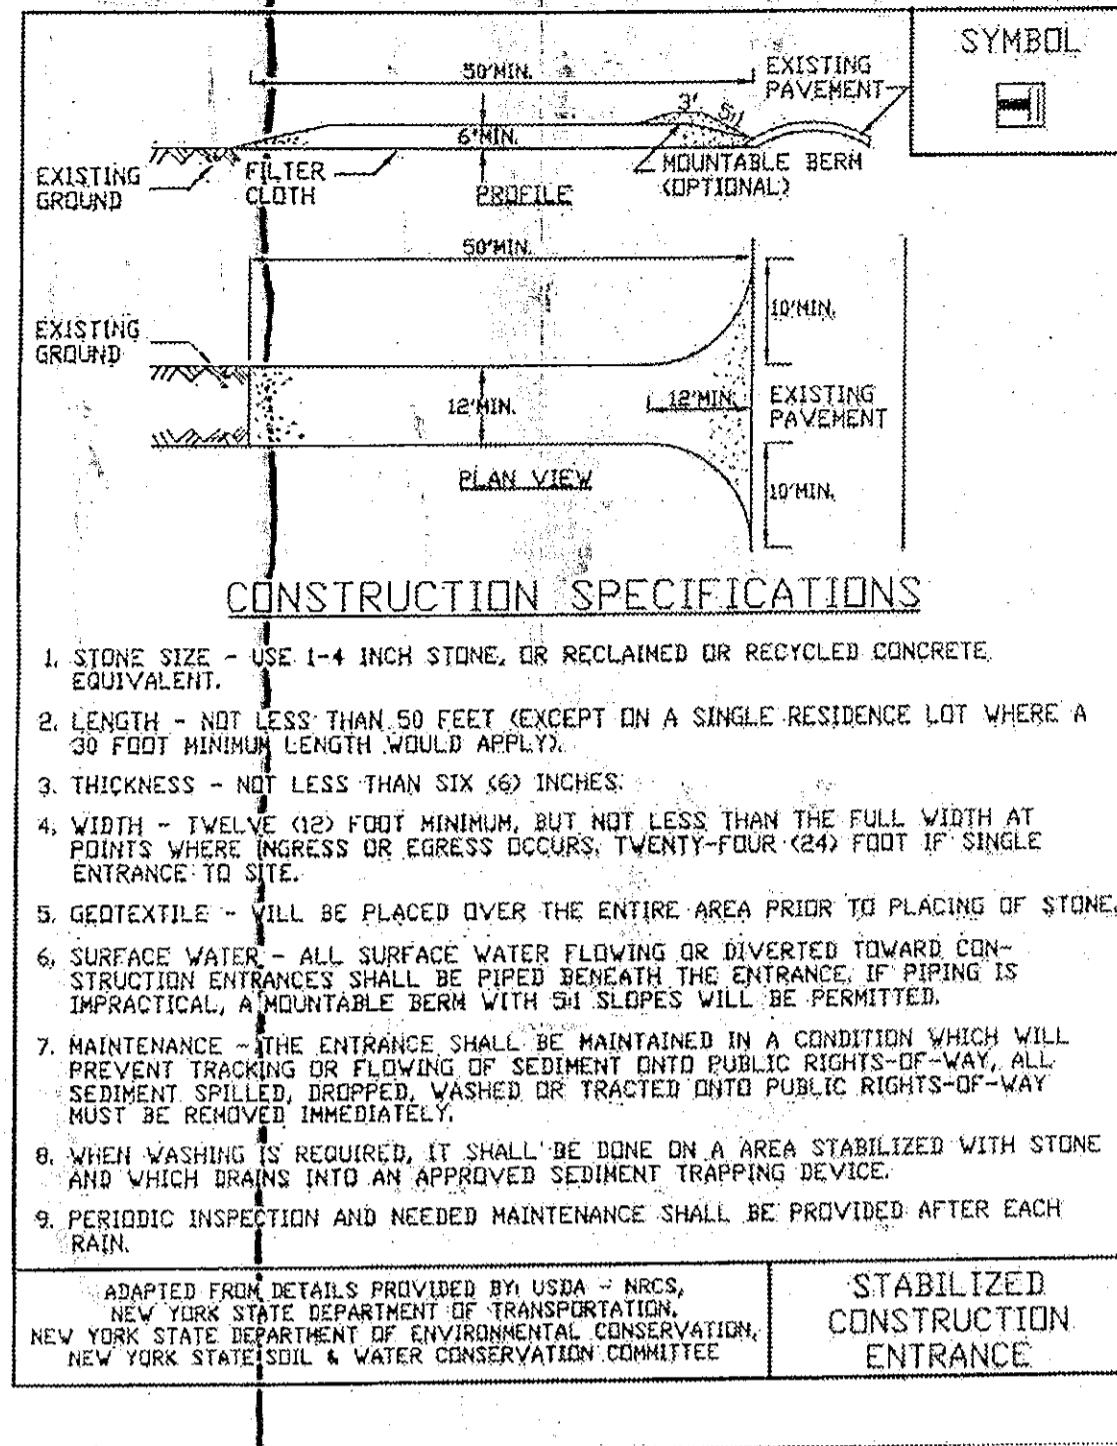 SYMBOL
50'MIN.
EXISTING
PAVEMENT
3'
5:1
6'MIN.
EXISTING
GROUND
FILTER
CLOTH
PROFILE
MOUNTABLE BERM
(OPTIONAL)
50'MIN.
10'MIN.
EXISTING
GROUND
12'MIN.
12'MIN.
EXISTING
PAVEMENT
PLAN VIEW
10'MIN.
CONSTRUCTION SPECIFICATIONS
1. STONE SIZE - USE 1-4 INCH STONE, OR RECLAIMED OR RECYCLED CONCRETE
EQUIVALENT.
2. LENGTH - NOT LESS THAN 50 FEET (EXCEPT ON A SINGLE RESIDENCE LOT WHERE A
30 FOOT MINIMUM LENGTH WOULD APPLY).
3. THICKNESS - NOT LESS THAN SIX (6) INCHES.
4. WIDTH - TWELVE (12) FOOT MINIMUM, BUT NOT LESS THAN THE FULL WIDTH AT
POINTS WHERE INGRESS OR EGRESS OCCURS. TWENTY-FOUR (24) FOOT IF SINGLE
ENTRANCE TO SITE.
5. GEOTEXTILE - WILL BE PLACED OVER THE ENTIRE AREA PRIOR TO PLACING OF STONE.
6. SURFACE WATER - ALL SURFACE WATER FLOWING OR DIVERTED TOWARD CON-
STRUCTION ENTRANCES SHALL BE PIPED BENEATH THE ENTRANCE. IF PIPING IS
IMPRACTICAL, A MOUNTABLE BERM WITH 5:1 SLOPES WILL BE PERMITTED.
7. MAINTENANCE - THE ENTRANCE SHALL BE MAINTAINED IN A CONDITION WHICH WILL
PREVENT TRACKING OR FLOWING OF SEDIMENT ONTO PUBLIC RIGHTS-OF-WAY, ALL
SEDIMENT SPILLED, DROPPED, WASHED OR TRACTED ONTO PUBLIC RIGHTS-OF-WAY
MUST BE REMOVED IMMEDIATELY.
8. WHEN WASHING IS REQUIRED, IT SHALL BE DONE ON A AREA STABILIZED WITH STONE
AND WHICH DRAINS INTO AN APPROVED SEDIMENT TRAPPING DEVICE.
9. PERIODIC INSPECTION AND NEEDED MAINTENANCE SHALL BE PROVIDED AFTER EACH
RAIN.
ADAPTED FROM DETAILS PROVIDED BY: USDA - NRCS,
NEW YORK STATE DEPARTMENT OF TRANSPORTATION,
NEW YORK STATE DEPARTMENT OF ENVIRONMENTAL CONSERVATION,
NEW YORK STATE SOIL & WATER CONSERVATION COMMITTEE
STABILIZED
CONSTRUCTION
ENTRANCE